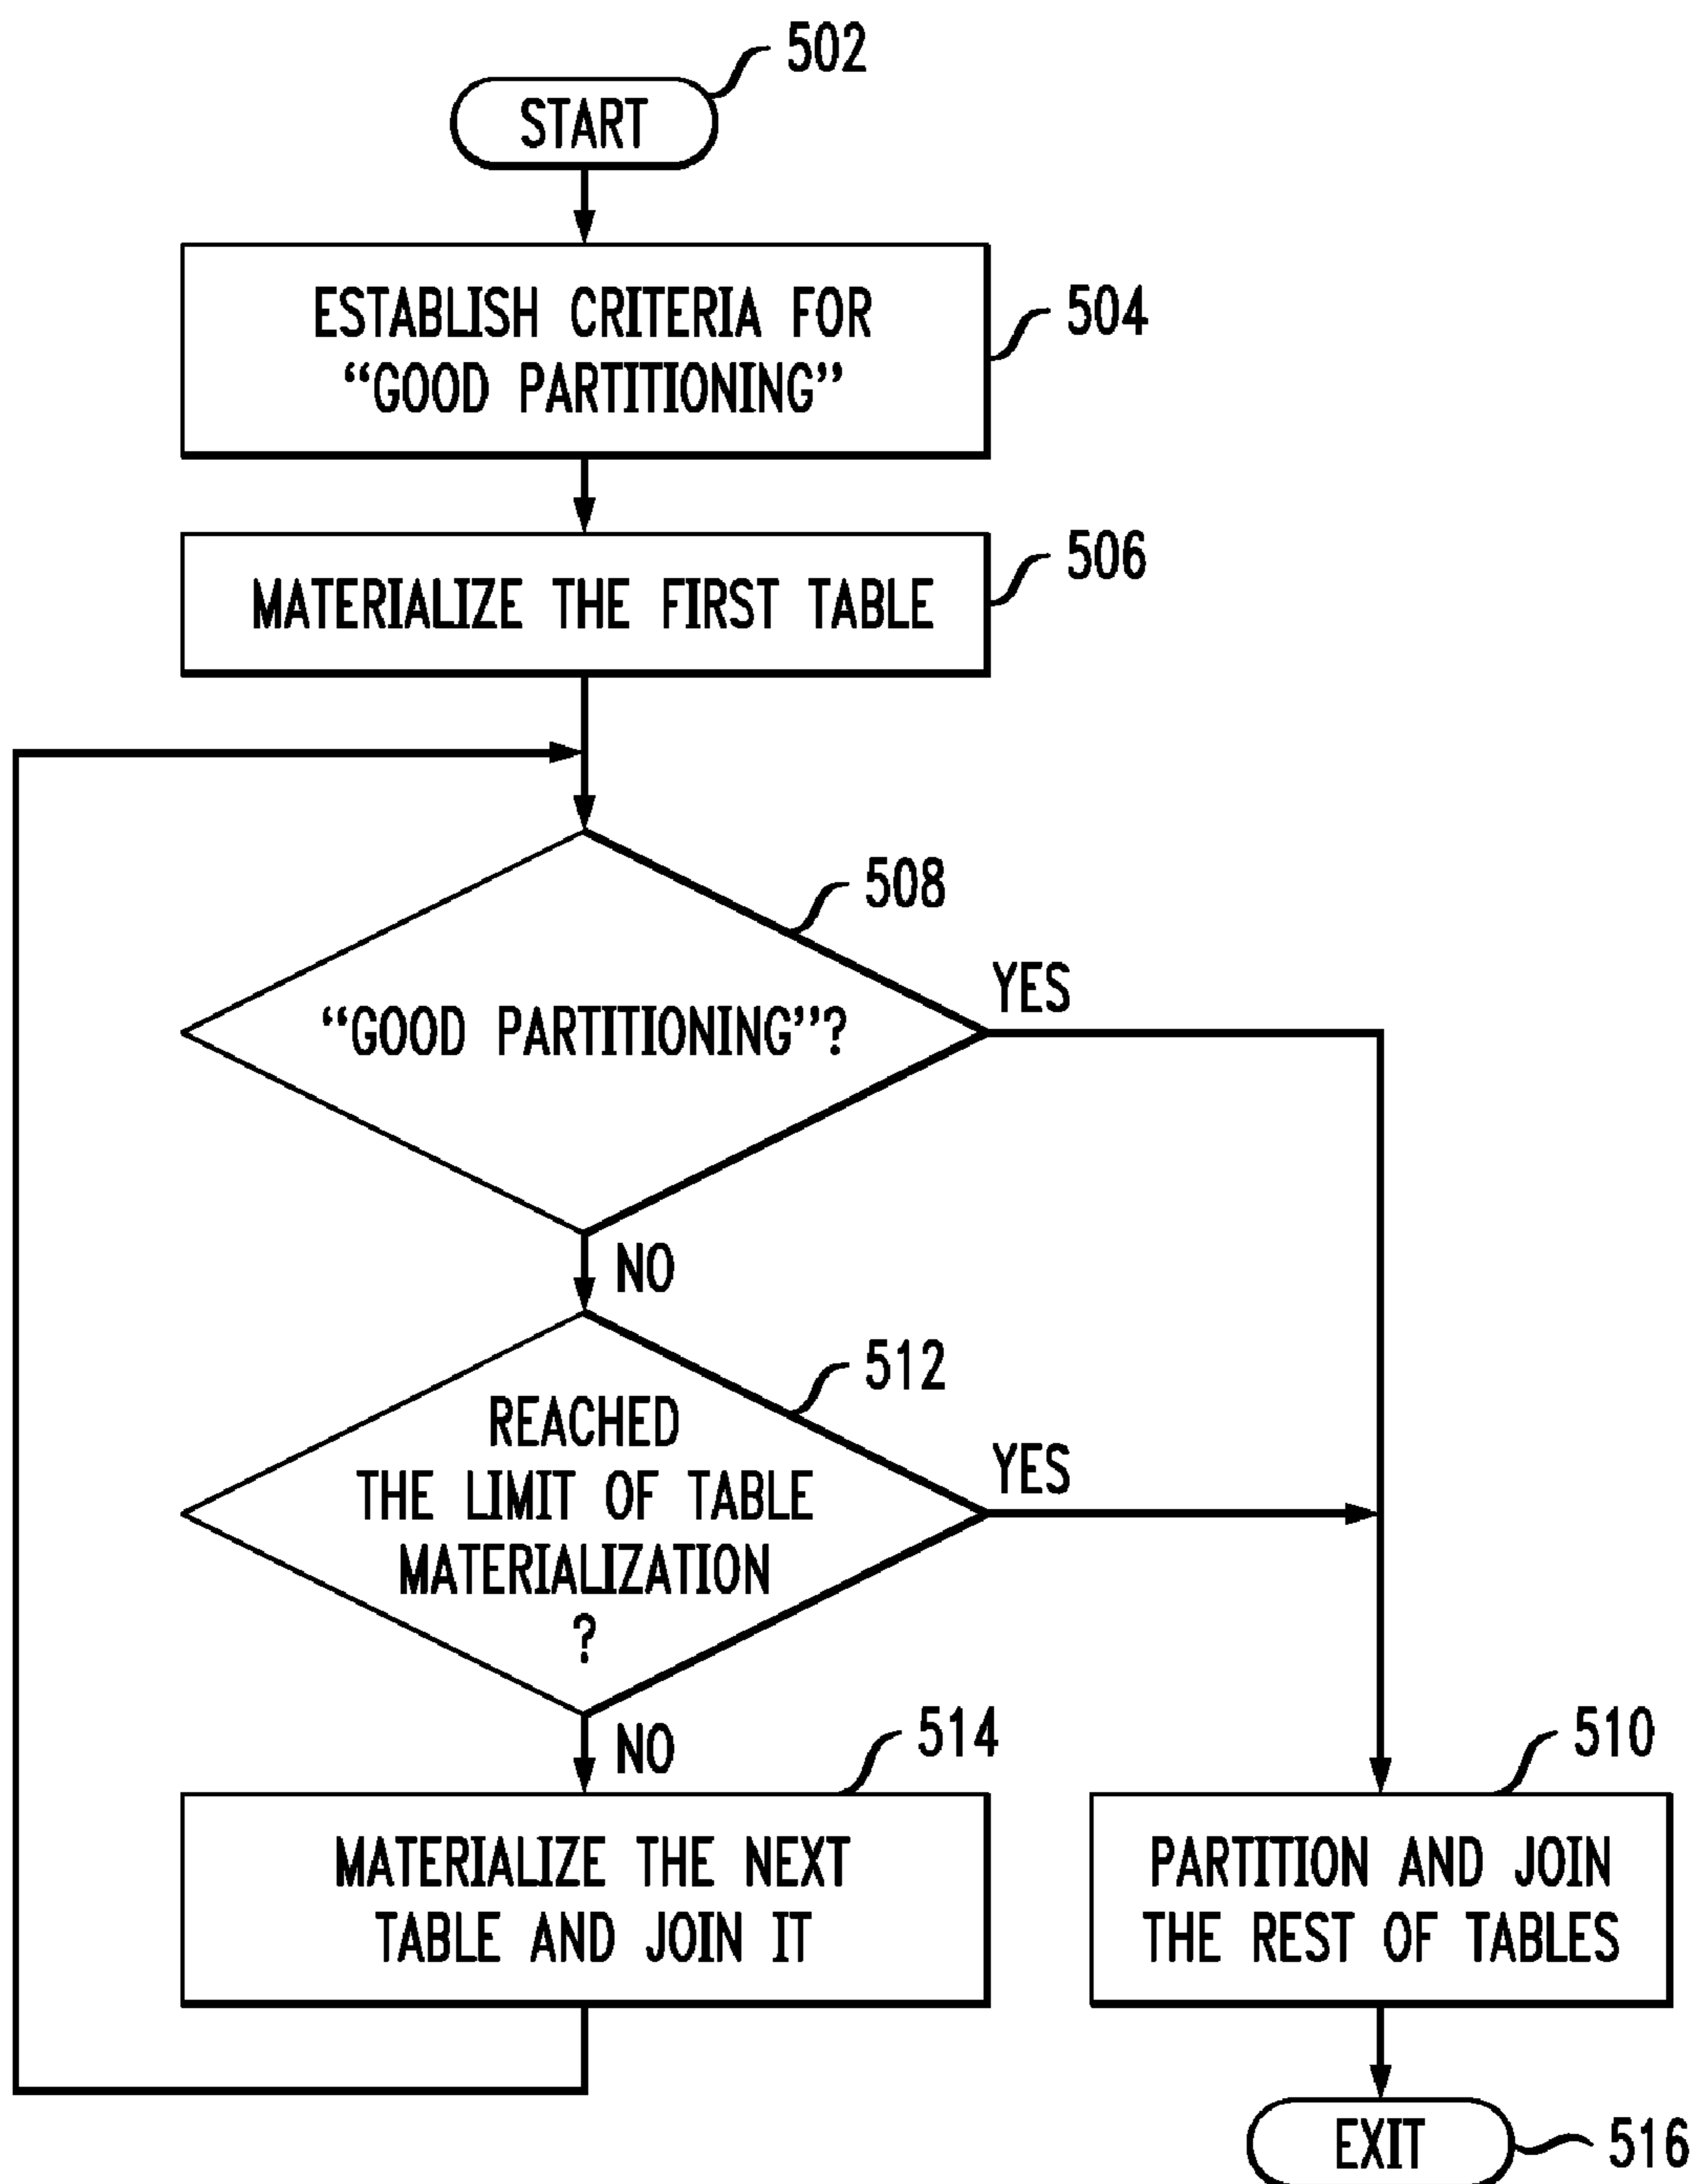 502
START
ESTABLISH CRITERIA FOR
“GOOD PARTITIONING”
504
MATERIALIZE THE FIRST TABLE
506
508
“GOOD PARTITIONING”?
YES
NO
512
REACHED
THE LIMIT OF TABLE
MATERIALIZATION
?
YES
NO
514
MATERIALIZE THE NEXT
TABLE AND JOIN IT
510
PARTITION AND JOIN
THE REST OF TABLES
EXIT
516